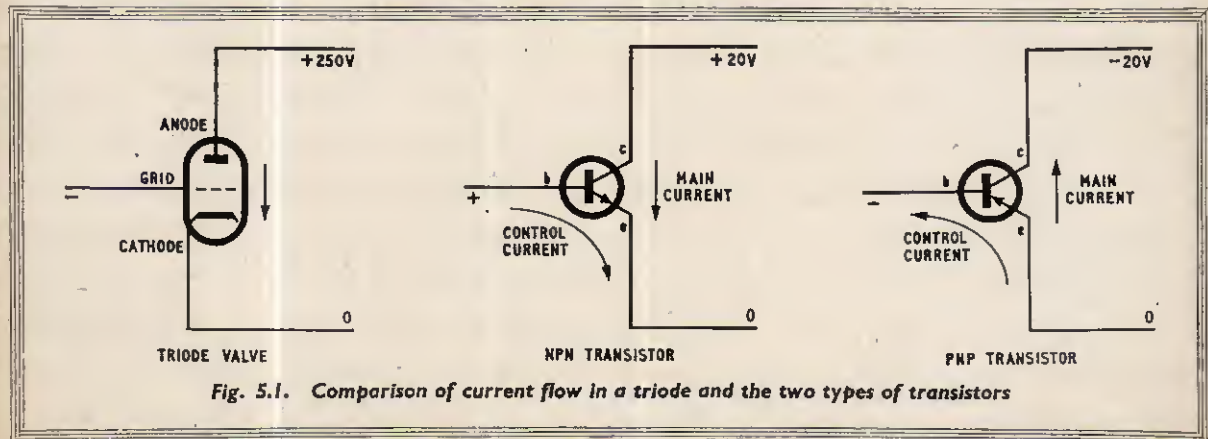 +250V
ANODE
GRID
–
CATHODE
0
TRIODE VALVE
+20V
c
b
+
MAIN
CURRENT
e
CONTROL
CURRENT
0
NPN TRANSISTOR
–20V
c
b
–
MAIN
CURRENT
e
CONTROL
CURRENT
0
PNP TRANSISTOR
Fig. 5.1. Comparison of current flow in a triode and the two types of transistors